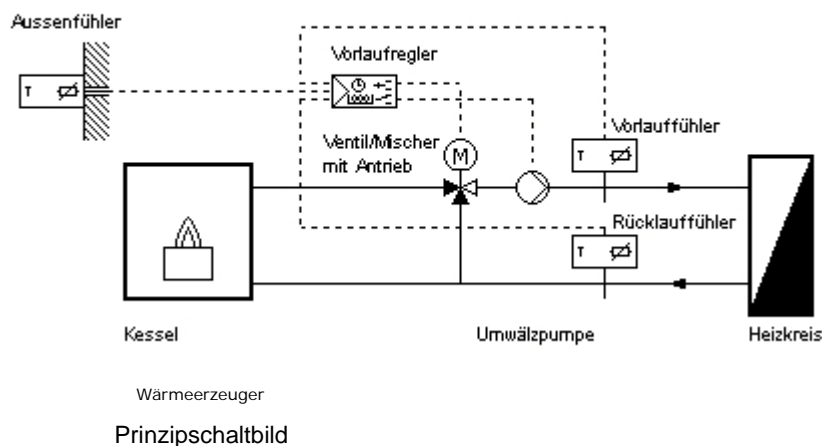 Aussenfühler
Vorlaufregler
T
Vorlauffühler
Ventil/Mischer
mit Antrieb
M
T
Rücklauffühler
T
Kessel
Umwälzpumpe
Heizkreis
Wärmeerzeuger
Prinzipschaltbild